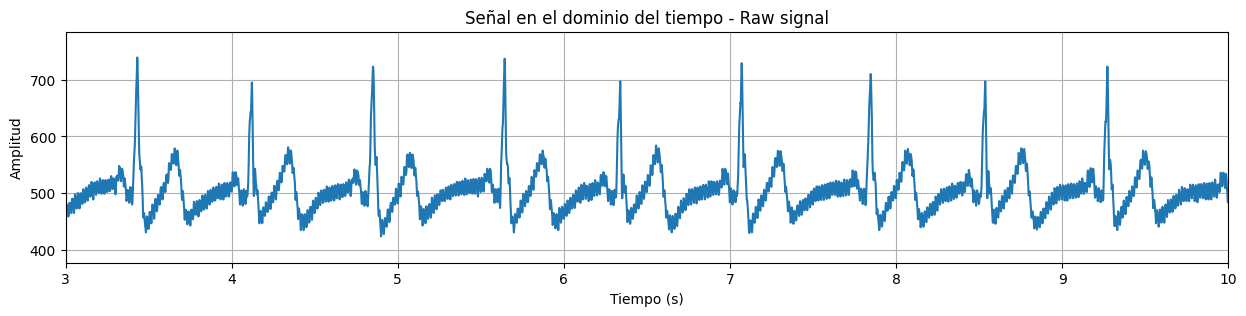 Señal en el dominio del tiempo - Raw signal
Amplitud
700
600
500
400
3 4 5 6 7 8 9 10
Tiempo (s)